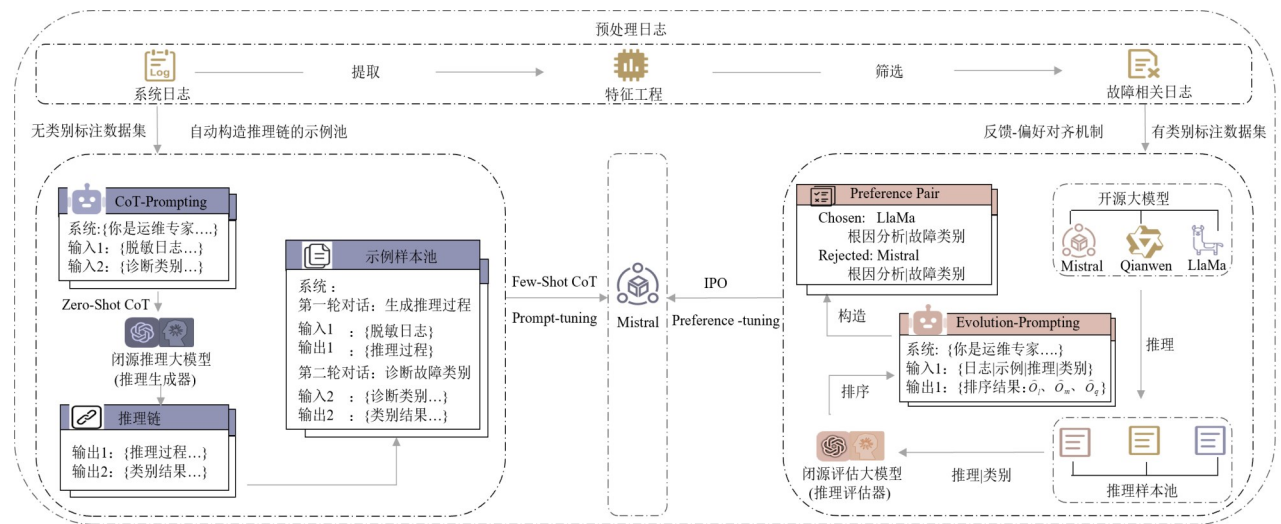 预处理日志
Log
系统日志
提取
特征工程
筛选
故障相关日志
无类别标注数据集
自动构造推理链的示例池
反馈-偏好对齐机制
有类别标注数据集
CoT-Prompting
系统:{你是运维专家….}
输入1：{脱敏日志…}
输入2：{诊断类别…}
Zero-Shot CoT
闭源推理大模型
(推理生成器)
推理链
输出1：{推理过程…}
输出2：{类别结果…}
示例样本池
系统：
第一轮对话：生成推理过程
输入1：{脱敏日志}
输出1：{推理过程}
第二轮对话：诊断故障类别
输入2：{诊断类别…}
输出2：{类别结果…}
Few-Shot CoT
Prompt-tuning
Mistral
IPO
Preference -tuning
Preference Pair
Chosen: LlaMa
根因分析|故障类别
Rejected: Mistral
根因分析|故障类别
构造
Evolution-Prompting
系统: {你是运维专家….}
输入1：{日志|示例|推理|类别}
输出1：{排序结果：Ō_l、Ō_m、Ō_q}
排序
闭源评估大模型
(推理评估器)
推理|类别
开源大模型
Mistral
Qianwen
LlaMa
推理
推理样本池